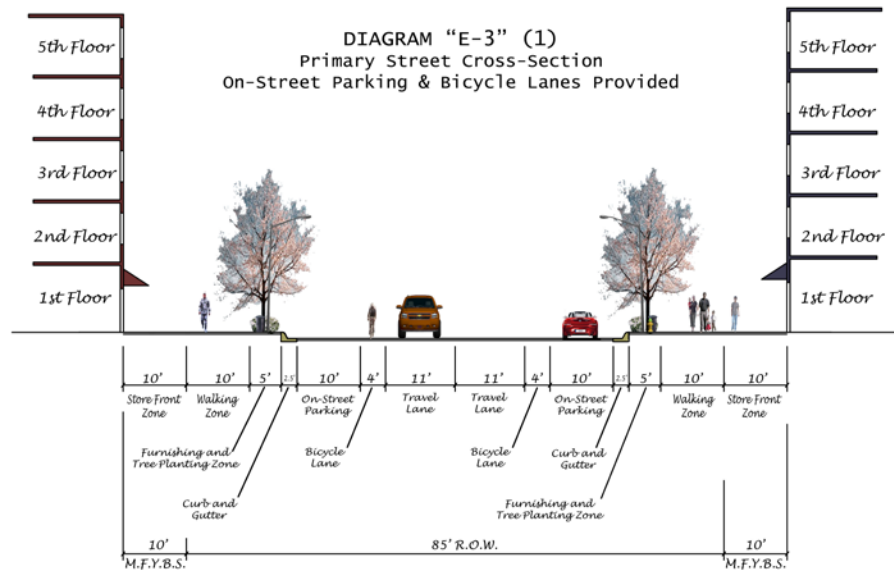 DIAGRAM “E-3” (1)
Primary Street Cross-Section
On-Street Parking & Bicycle Lanes Provided
5th Floor
4th Floor
3rd Floor
2nd Floor
1st Floor
5th Floor
4th Floor
3rd Floor
2nd Floor
1st Floor
10' 10' 5' 2.5' 10' 4' 11' 11' 4' 10' 2.5' 5' 10' 10'
Store Front Zone
Walking Zone
On-Street Parking
Travel Lane
Travel Lane
On-Street Parking
Walking Zone
Store Front Zone
Furnishing and Tree Planting Zone
Bicycle Lane
Bicycle Lane
Curb and Gutter
Curb and Gutter
Furnishing and Tree Planting Zone
10' 85' R.O.W. 10'
M.F.Y.B.S. M.F.Y.B.S.